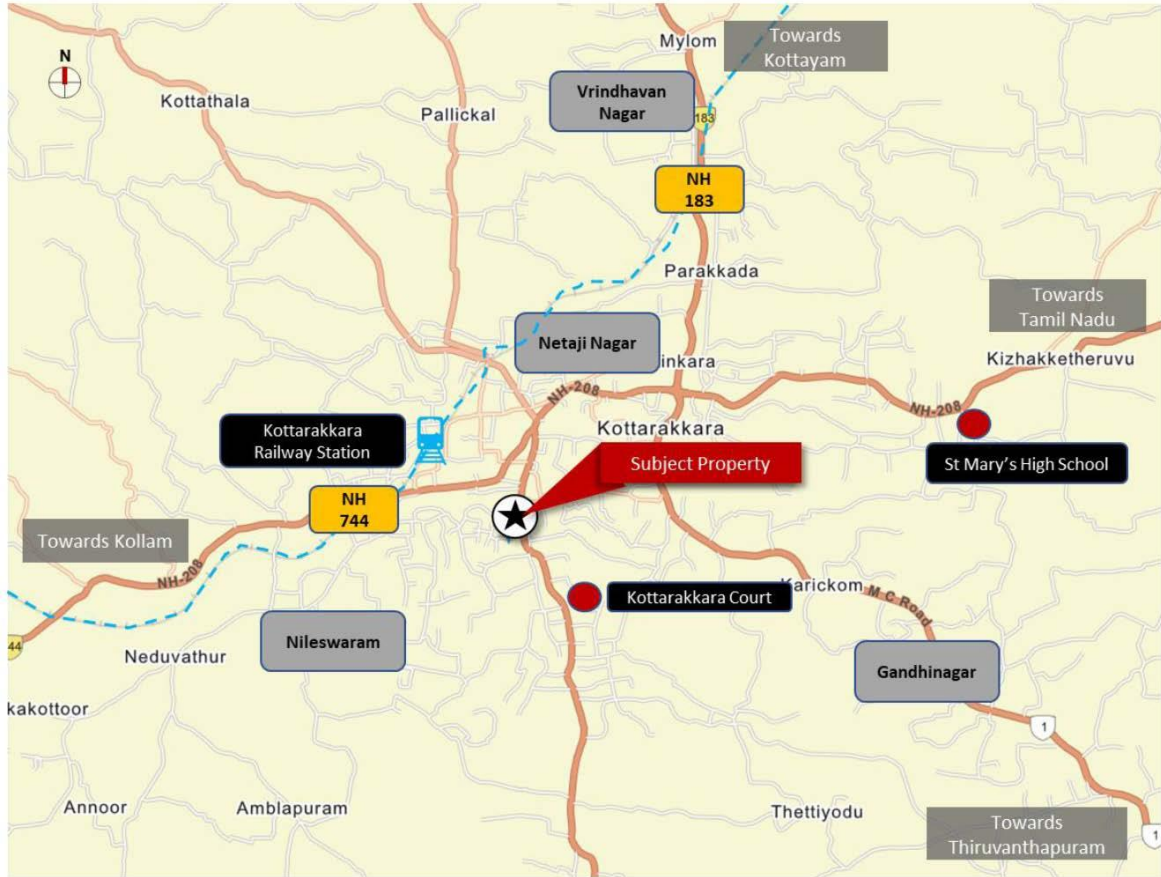 N
Mylom
Towards
Kottayam
Kottathala
Pallickal
Vrindhavan
Nagar
183
NH
183
Parakkada
Towards
Tamil Nadu
Netaji Nagar
inkara
Kizhakketheruvu
NH-208
NH-208
Kottarakkara
Railway Station
Kottarakkara
Subject Property
St Mary's High School
NH
744
Towards Kollam
NH-208
Kottarakkara Court
Karickom
M C Road
44
Neduvathur
Nileswaram
Gandhinagar
kakottoor
1
Annoor
Amblapuram
Thettiyodu
Towards
Thiruvanthapuram
1